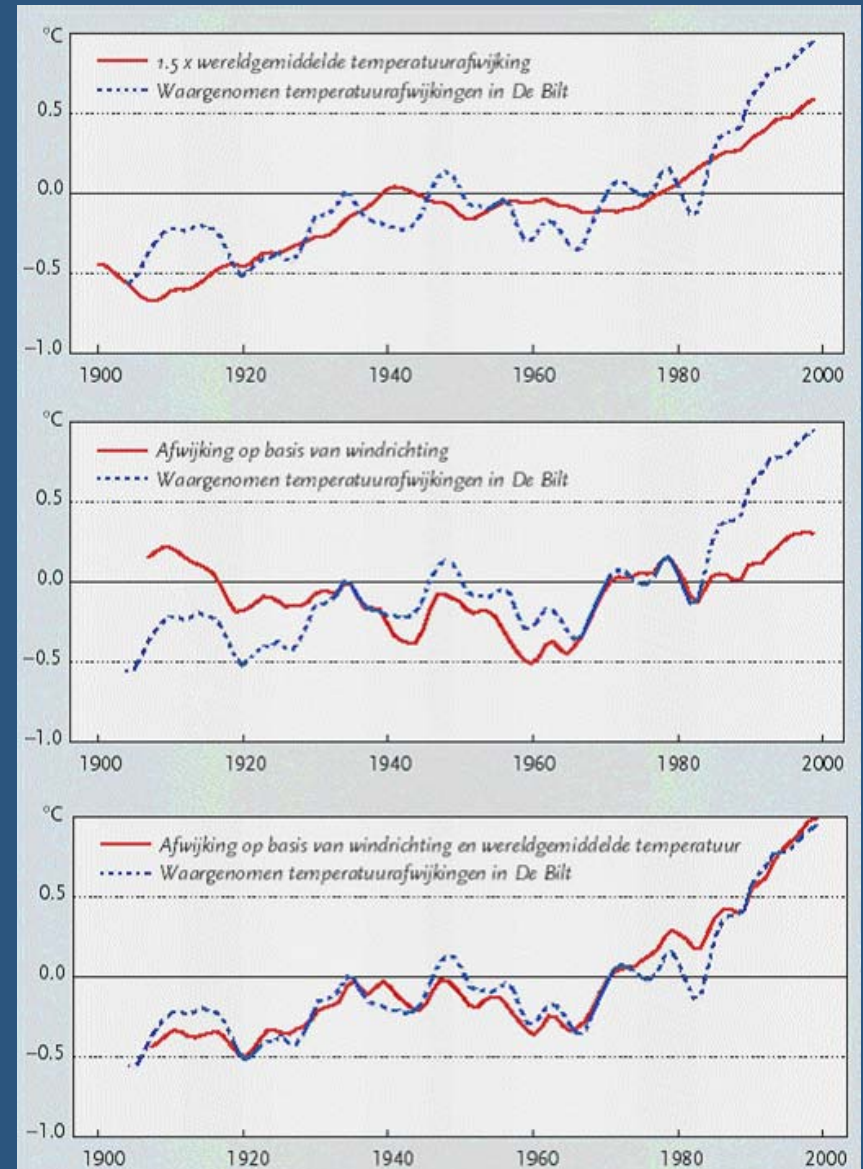 °C
1.5 x wereldgemiddelde temperatuurafwijking
Waargenomen temperatuurafwijkingen in De Bilt
0.5
0.0
−0.5
−1.0
1900 1920 1940 1960 1980 2000
°C
Afwijking op basis van windrichting
Waargenomen temperatuurafwijkingen in De Bilt
0.5
0.0
−0.5
−1.0
1900 1920 1940 1960 1980 2000
°C
Afwijking op basis van windrichting en wereldgemiddelde temperatuur
Waargenomen temperatuurafwijkingen in De Bilt
0.5
0.0
−0.5
−1.0
1900 1920 1940 1960 1980 2000